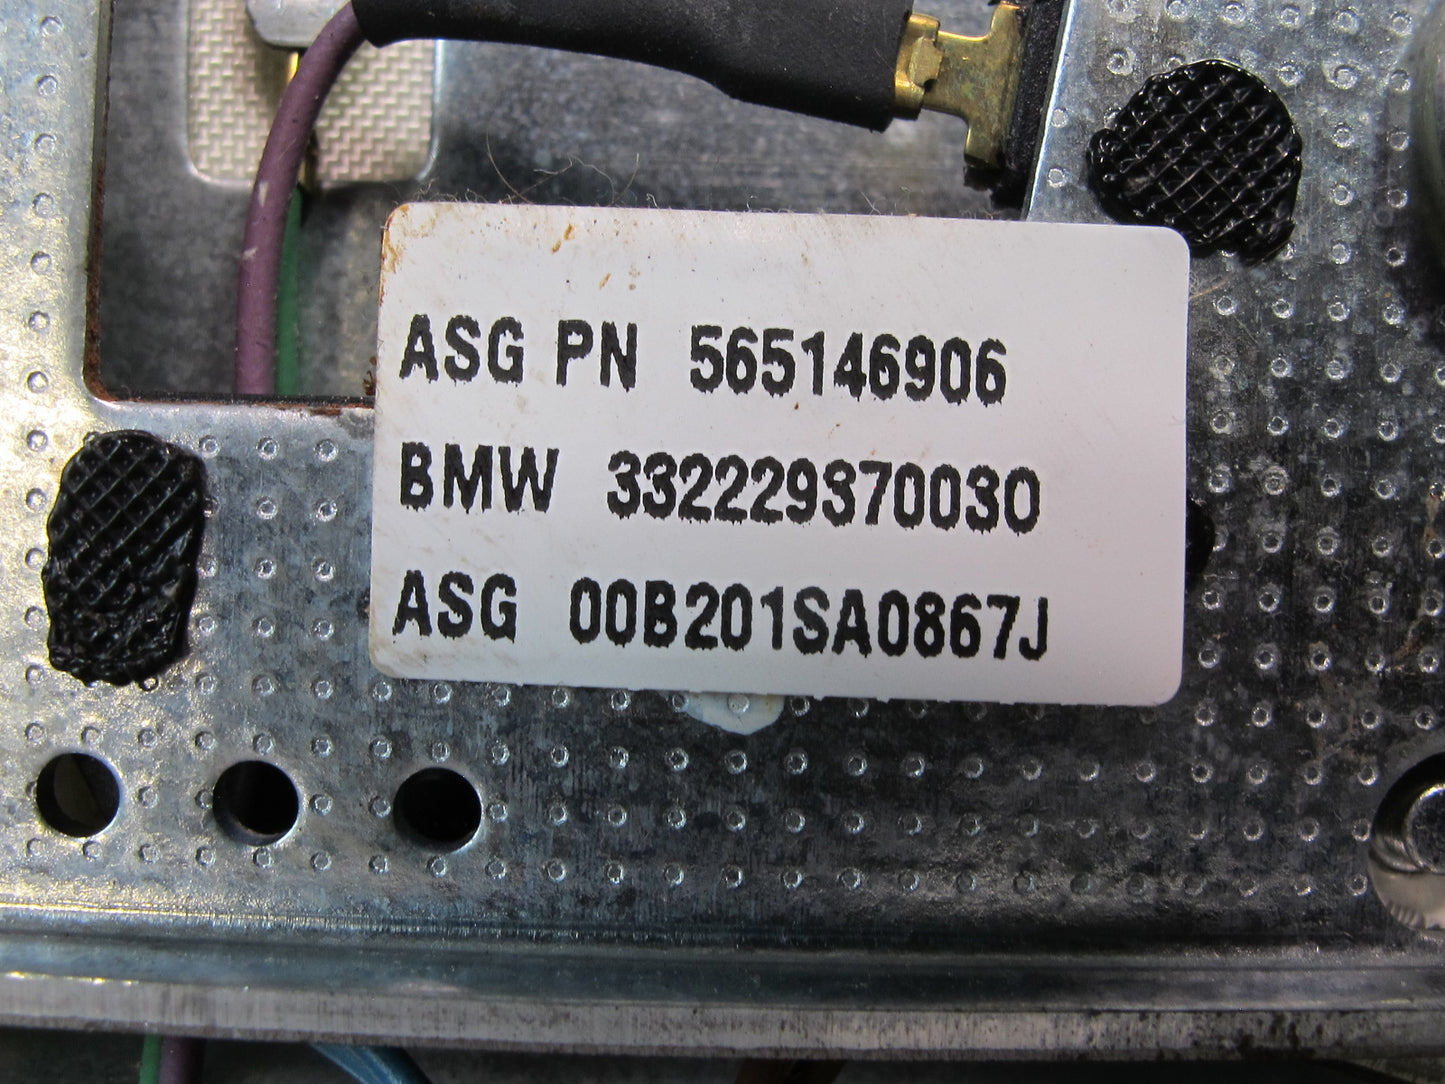 ASG PN 565146906
BMW 332229370030
ASG 00B201SA0867J